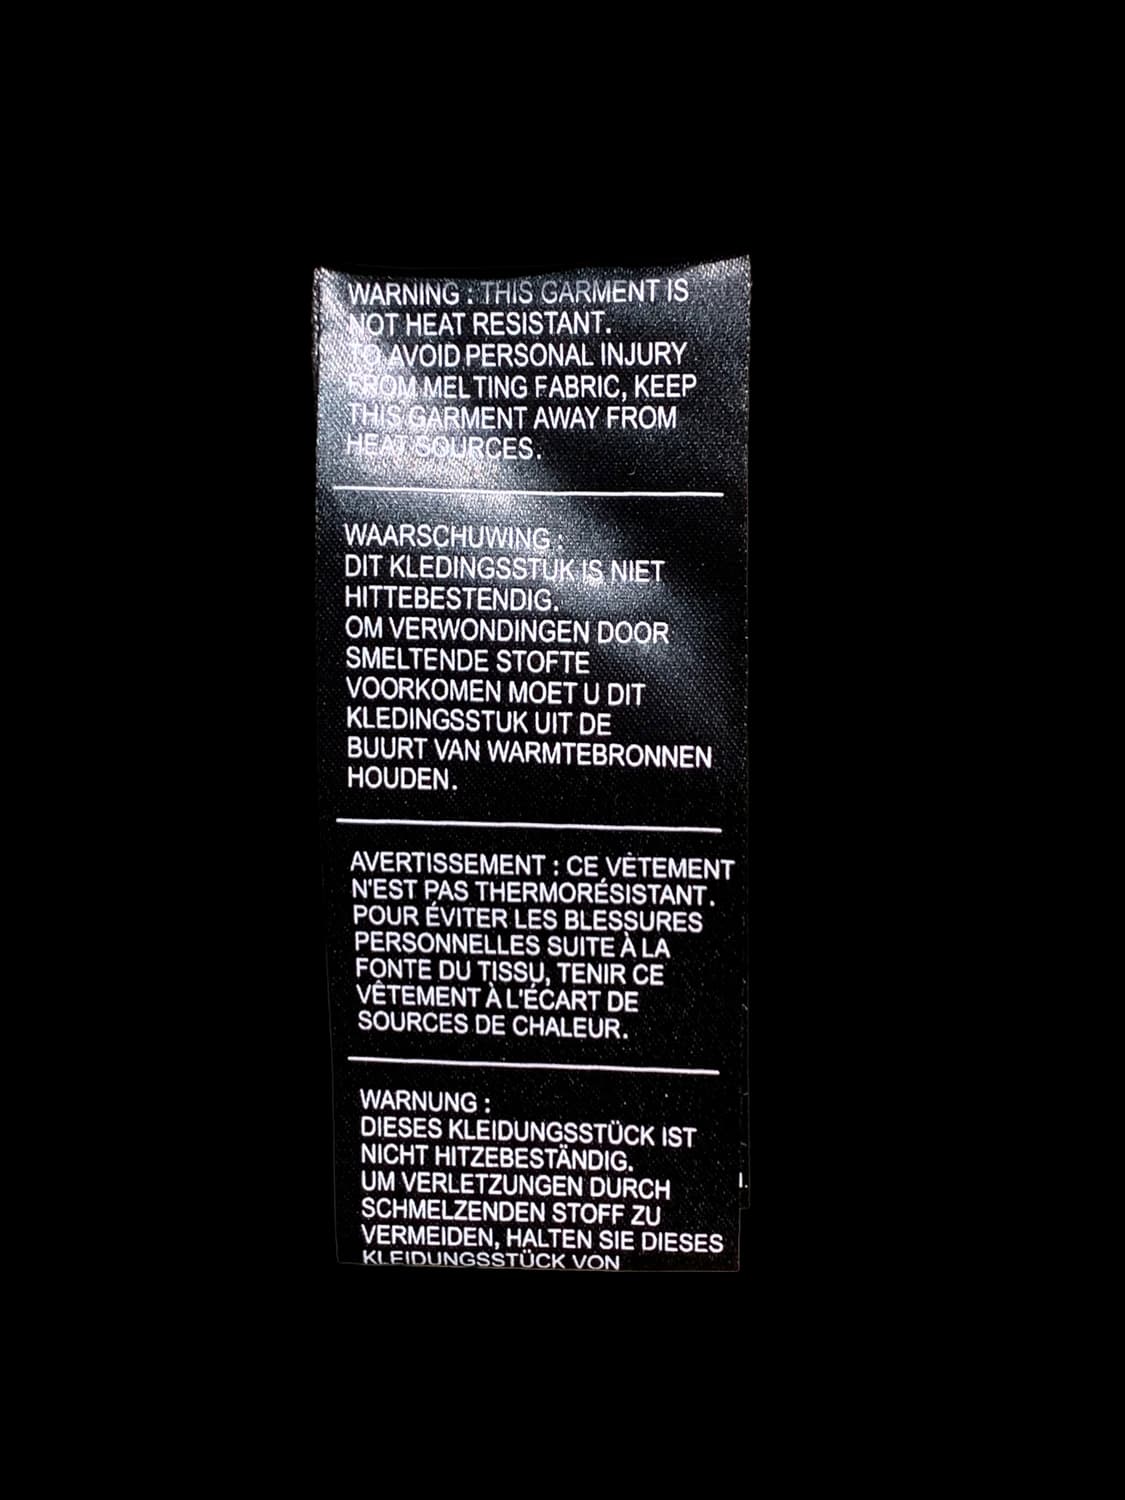 WARNING : THIS GARMENT IS
NOT HEAT RESISTANT.
TO AVOID PERSONAL INJURY
FROM MELTING FABRIC, KEEP
THIS GARMENT AWAY FROM
HEAT SOURCES.
WAARSCHUWING :
DIT KLEDINGSSTUK IS NIET
HITTEBESTENDIG.
OM VERWONDINGEN DOOR
SMELTENDE STOFTE
VOORKOMEN MOET U DIT
KLEDINGSSTUK UIT DE
BUURT VAN WARMTEBRONNEN
HOUDEN.
AVERTISSEMENT : CE VÊTEMENT
N'EST PAS THERMORÉSISTANT.
POUR ÉVITER LES BLESSURES
PERSONNELLES SUITE À LA
FONTE DU TISSU, TENIR CE
VÊTEMENT À L'ÉCART DE
SOURCES DE CHALEUR.
WARNUNG :
DIESES KLEIDUNGSSTÜCK IST
NICHT HITZEBESTÄNDIG.
UM VERLETZUNGEN DURCH
SCHMELZENDEN STOFF ZU
VERMEIDEN, HALTEN SIE DIESES
KLEIDUNGSSTÜCK VON